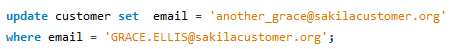 update customer set  email = 'another_grace@sakilacustomer.org'
where email = 'GRACE.ELLIS@sakilacustomer.org';